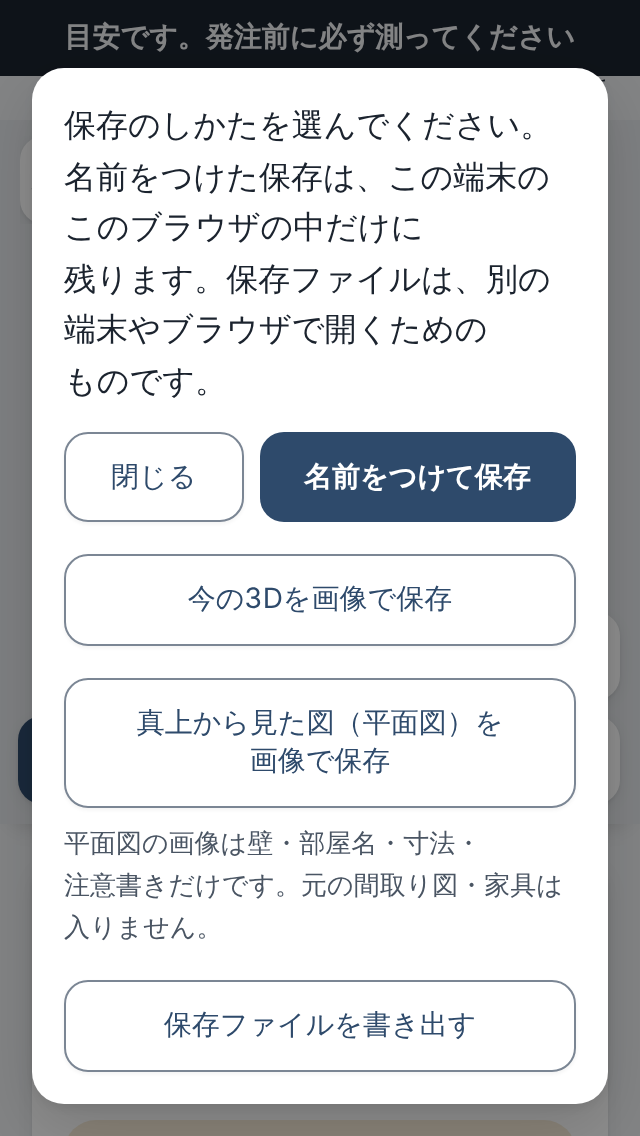 目安です。発注前に必ず測ってください
保存のしかたを選んでください。
名前をつけた保存は、この端末の
このブラウザの中だけに
残ります。保存ファイルは、別の
端末やブラウザで開くための
ものです。
閉じる
名前をつけて保存
今の3Dを画像で保存
真上から見た図（平面図）を
画像で保存
平面図の画像は壁・部屋名・寸法・
注意書きだけです。元の間取り図・家具は
入りません。
保存ファイルを書き出す